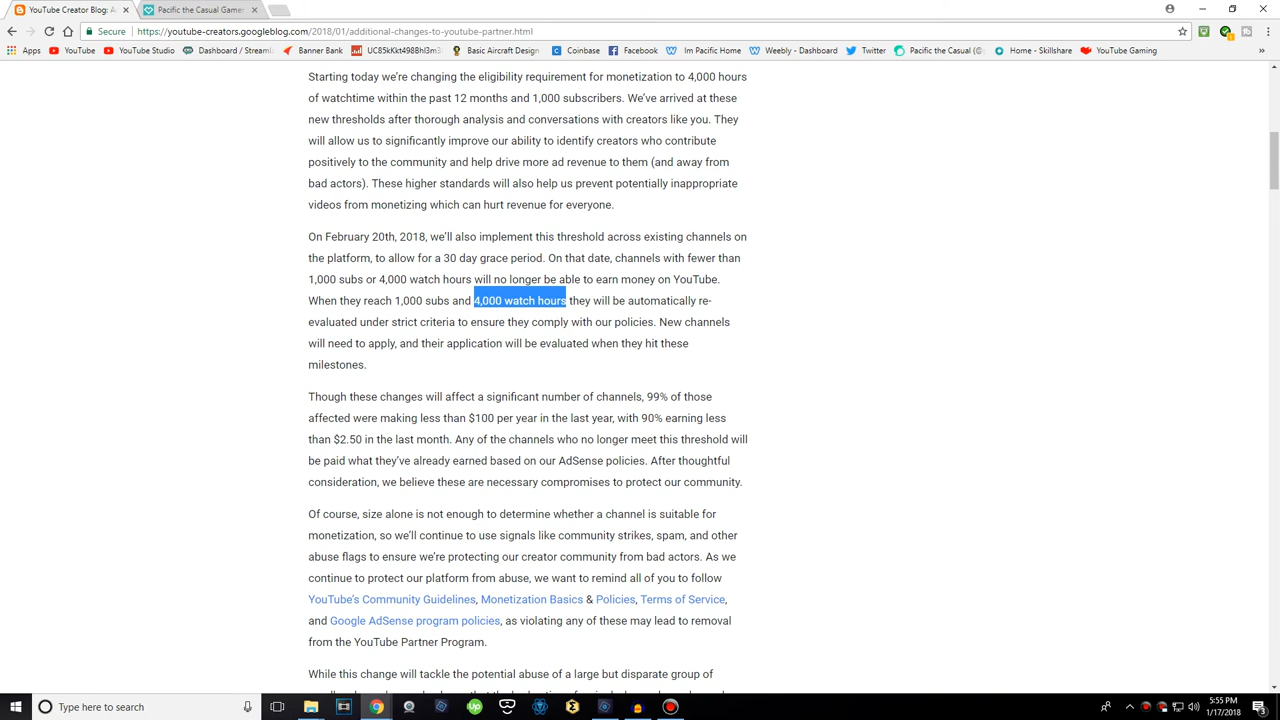 YouTube Creator Blog: A
Pacific the Casual Gamer
Secure
https://youtube-creators.googleblog.com/2018/01/additional-changes-to-youtube-partner.html
Apps YouTube YouTube Studio Dashboard / Streaml Banner Bank UC85kKkt498Bhl3m3 Basic Aircraft Design Coinbase Facebook Im Pacific Home Weebly - Dashboard Twitter Pacific the Casual (@ Home - Skillshare YouTube Gaming »
Starting today we're changing the eligibility requirement for monetization to 4,000 hours
of watchtime within the past 12 months and 1,000 subscribers. We've arrived at these
new thresholds after thorough analysis and conversations with creators like you. They
will allow us to significantly improve our ability to identify creators who contribute
positively to the community and help drive more ad revenue to them (and away from
bad actors). These higher standards will also help us prevent potentially inappropriate
videos from monetizing which can hurt revenue for everyone.
On February 20th, 2018, we'll also implement this threshold across existing channels on
the platform, to allow for a 30 day grace period. On that date, channels with fewer than
1,000 subs or 4,000 watch hours will no longer be able to earn money on YouTube.
When they reach 1,000 subs and 4,000 watch hours they will be automatically re-
evaluated under strict criteria to ensure they comply with our policies. New channels
will need to apply, and their application will be evaluated when they hit these
milestones.
Though these changes will affect a significant number of channels, 99% of those
affected were making less than $100 per year in the last year, with 90% earning less
than $2.50 in the last month. Any of the channels who no longer meet this threshold will
be paid what they've already earned based on our AdSense policies. After thoughtful
consideration, we believe these are necessary compromises to protect our community.
Of course, size alone is not enough to determine whether a channel is suitable for
monetization, so we'll continue to use signals like community strikes, spam, and other
abuse flags to ensure we're protecting our creator community from bad actors. As we
continue to protect our platform from abuse, we want to remind all of you to follow
YouTube's Community Guidelines, Monetization Basics & Policies, Terms of Service,
and Google AdSense program policies, as violating any of these may lead to removal
from the YouTube Partner Program.
While this change will tackle the potential abuse of a large but disparate group of
Type here to search
5:55 PM
1/17/2018